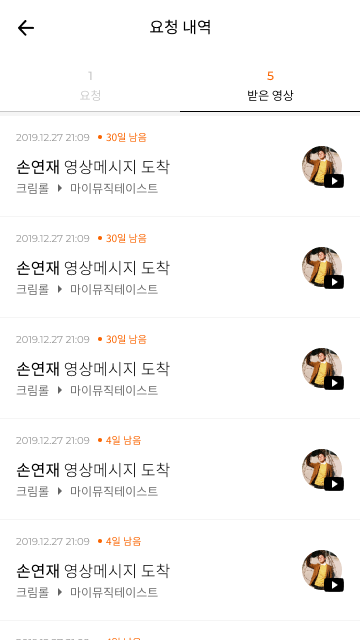 요청 내역
1
요청
5
받은 영상
2019.12.27 21:09 30일 남음
손연재 영상메시지 도착
크림롤 마이뮤직테이스트
2019.12.27 21:09 30일 남음
손연재 영상메시지 도착
크림롤 마이뮤직테이스트
2019.12.27 21:09 30일 남음
손연재 영상메시지 도착
크림롤 마이뮤직테이스트
2019.12.27 21:09 4일 남음
손연재 영상메시지 도착
크림롤 마이뮤직테이스트
2019.12.27 21:09 4일 남음
손연재 영상메시지 도착
크림롤 마이뮤직테이스트